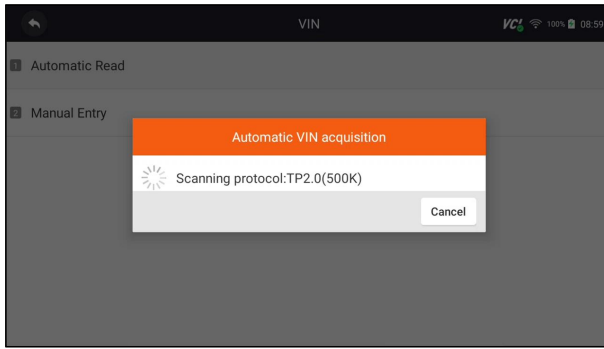 VIN
VCI 100% 08:59
1 Automatic Read
2 Manual Entry
Automatic VIN acquisition
Scanning protocol:TP2.0(500K)
Cancel